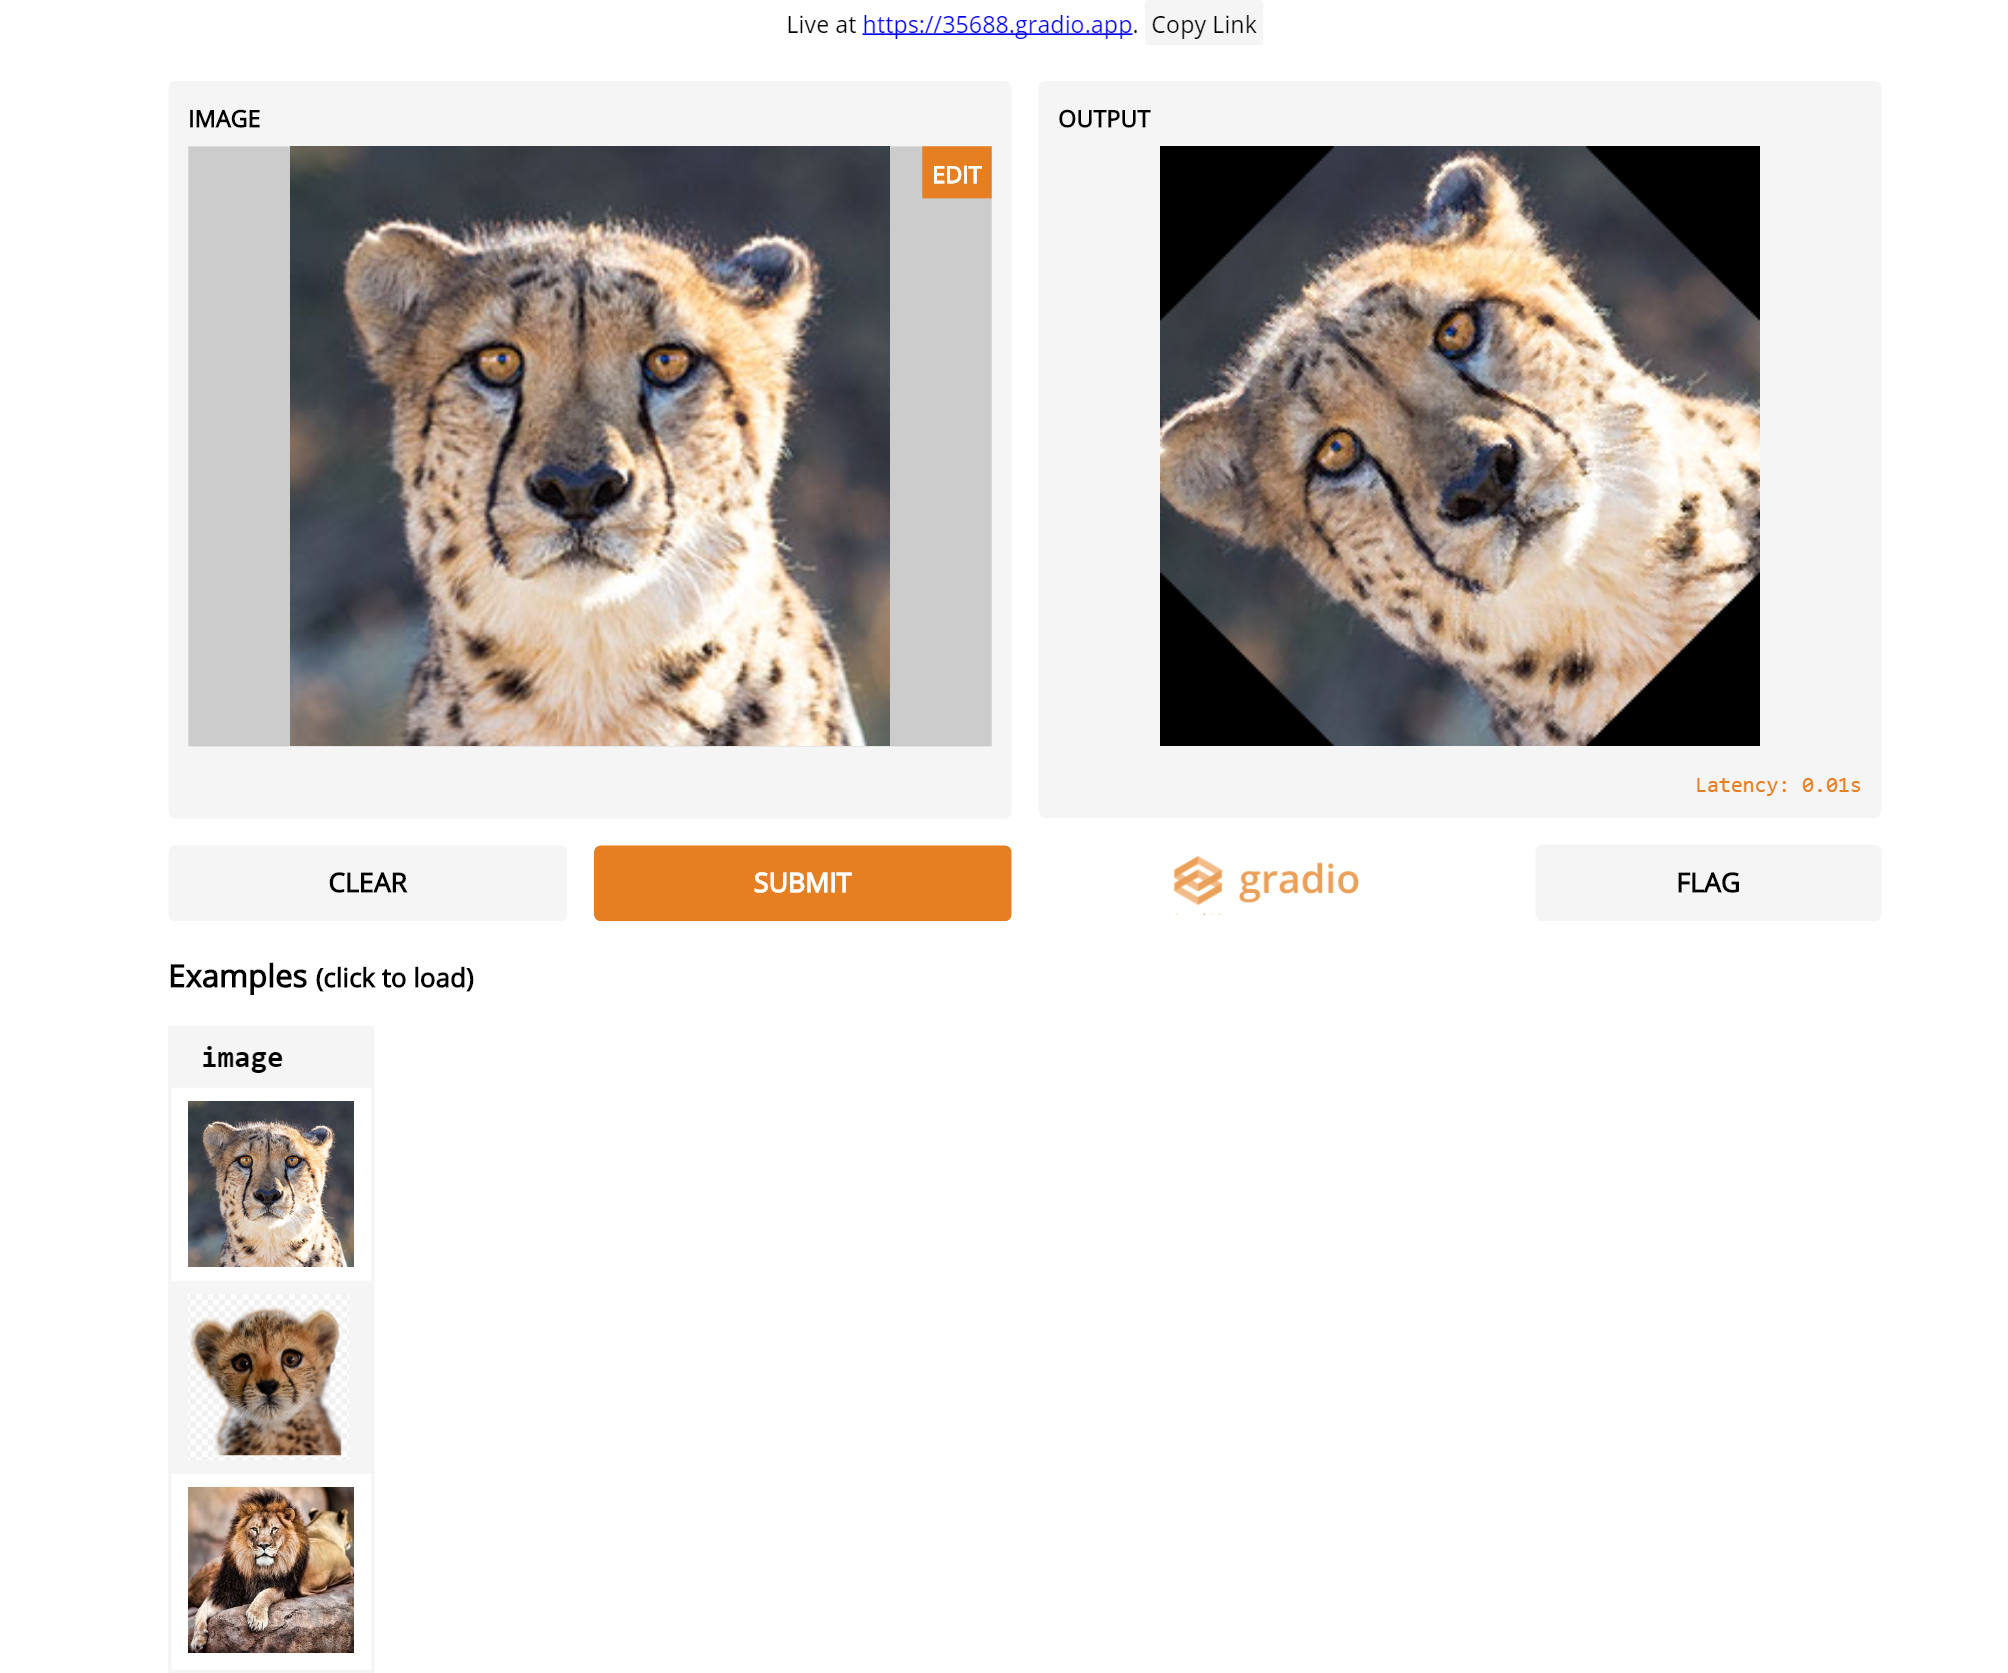 Live at https://35688.gradio.app. Copy Link
IMAGE
EDIT
OUTPUT
Latency: 0.01s
CLEAR
SUBMIT
gradio
FLAG
Examples (click to load)
image